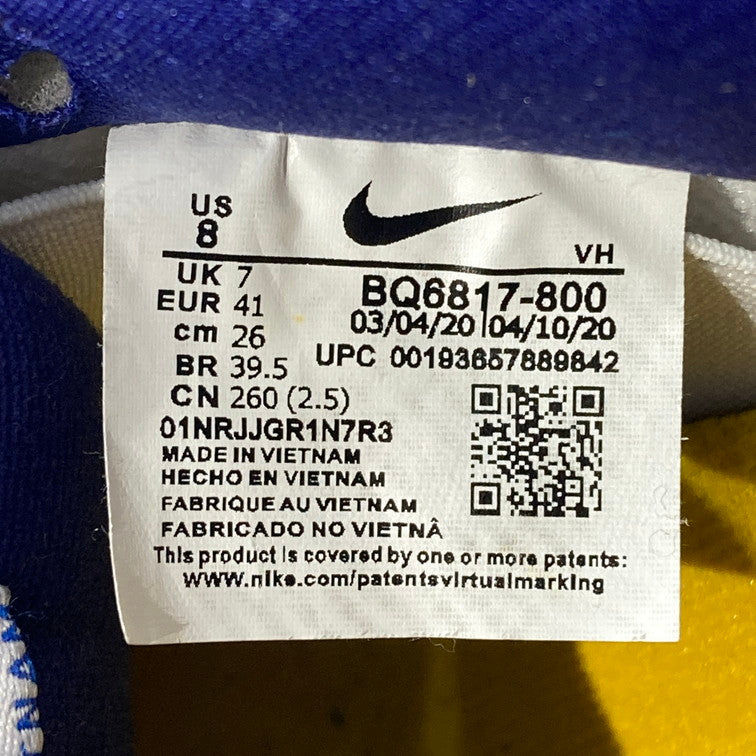 US
8
VH
UK 7
EUR 41
cm 26
BR 39.5
CN 260 (2.5)
BQ6817-800
03/04/20 04/10/20
UPC 00193657889842
01NRJJGR1N7R3
MADE IN VIETNAM
HECHO EN VIETNAM
FABRIQUE AU VIETNAM
FABRICADO NO VIETNÂ
This product is covered by one or more patents:
www.nike.com/patentsvirtualmarking